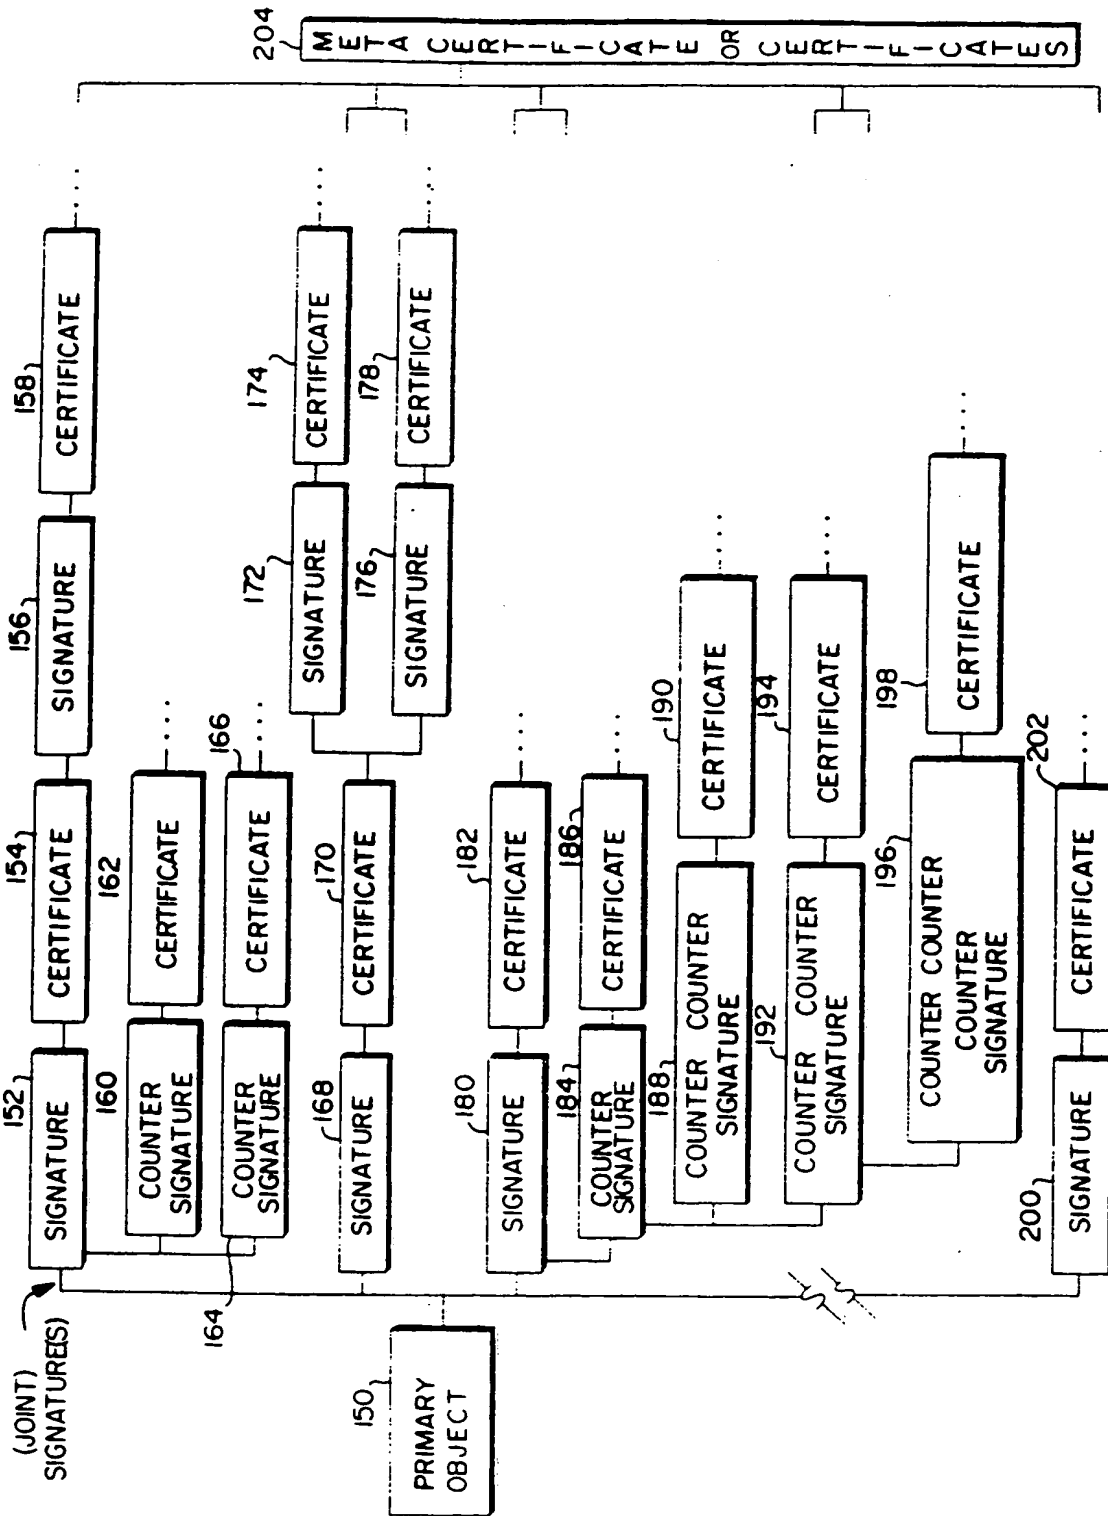 (JOINT)
SIGNATURE(S)
150
PRIMARY
OBJECT
152
SIGNATURE
154
CERTIFICATE
156
SIGNATURE
158
CERTIFICATE
....
160
COUNTER
SIGNATURE
162
CERTIFICATE
....
164
COUNTER
SIGNATURE
166
CERTIFICATE
....
168
SIGNATURE
170
CERTIFICATE
172
SIGNATURE
174
CERTIFICATE
....
176
SIGNATURE
178
CERTIFICATE
....
180
SIGNATURE
182
CERTIFICATE
....
184
COUNTER
SIGNATURE
186
CERTIFICATE
....
188
COUNTER COUNTER
SIGNATURE
190
CERTIFICATE
....
192
COUNTER COUNTER
SIGNATURE
194
CERTIFICATE
....
196
COUNTER COUNTER
COUNTER
SIGNATURE
198
CERTIFICATE
....
200
SIGNATURE
202
CERTIFICATE
....
204
META CERTIFICATE OR CERTIFICATES